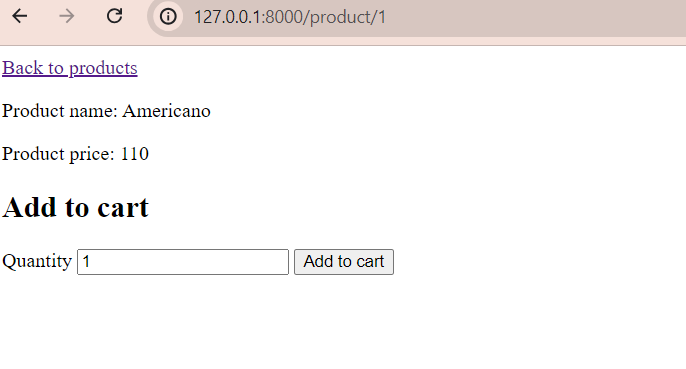 127.0.0.1:8000/product/1
Back to products
Product name: Americano
Product price: 110
Add to cart
Quantity 1 Add to cart